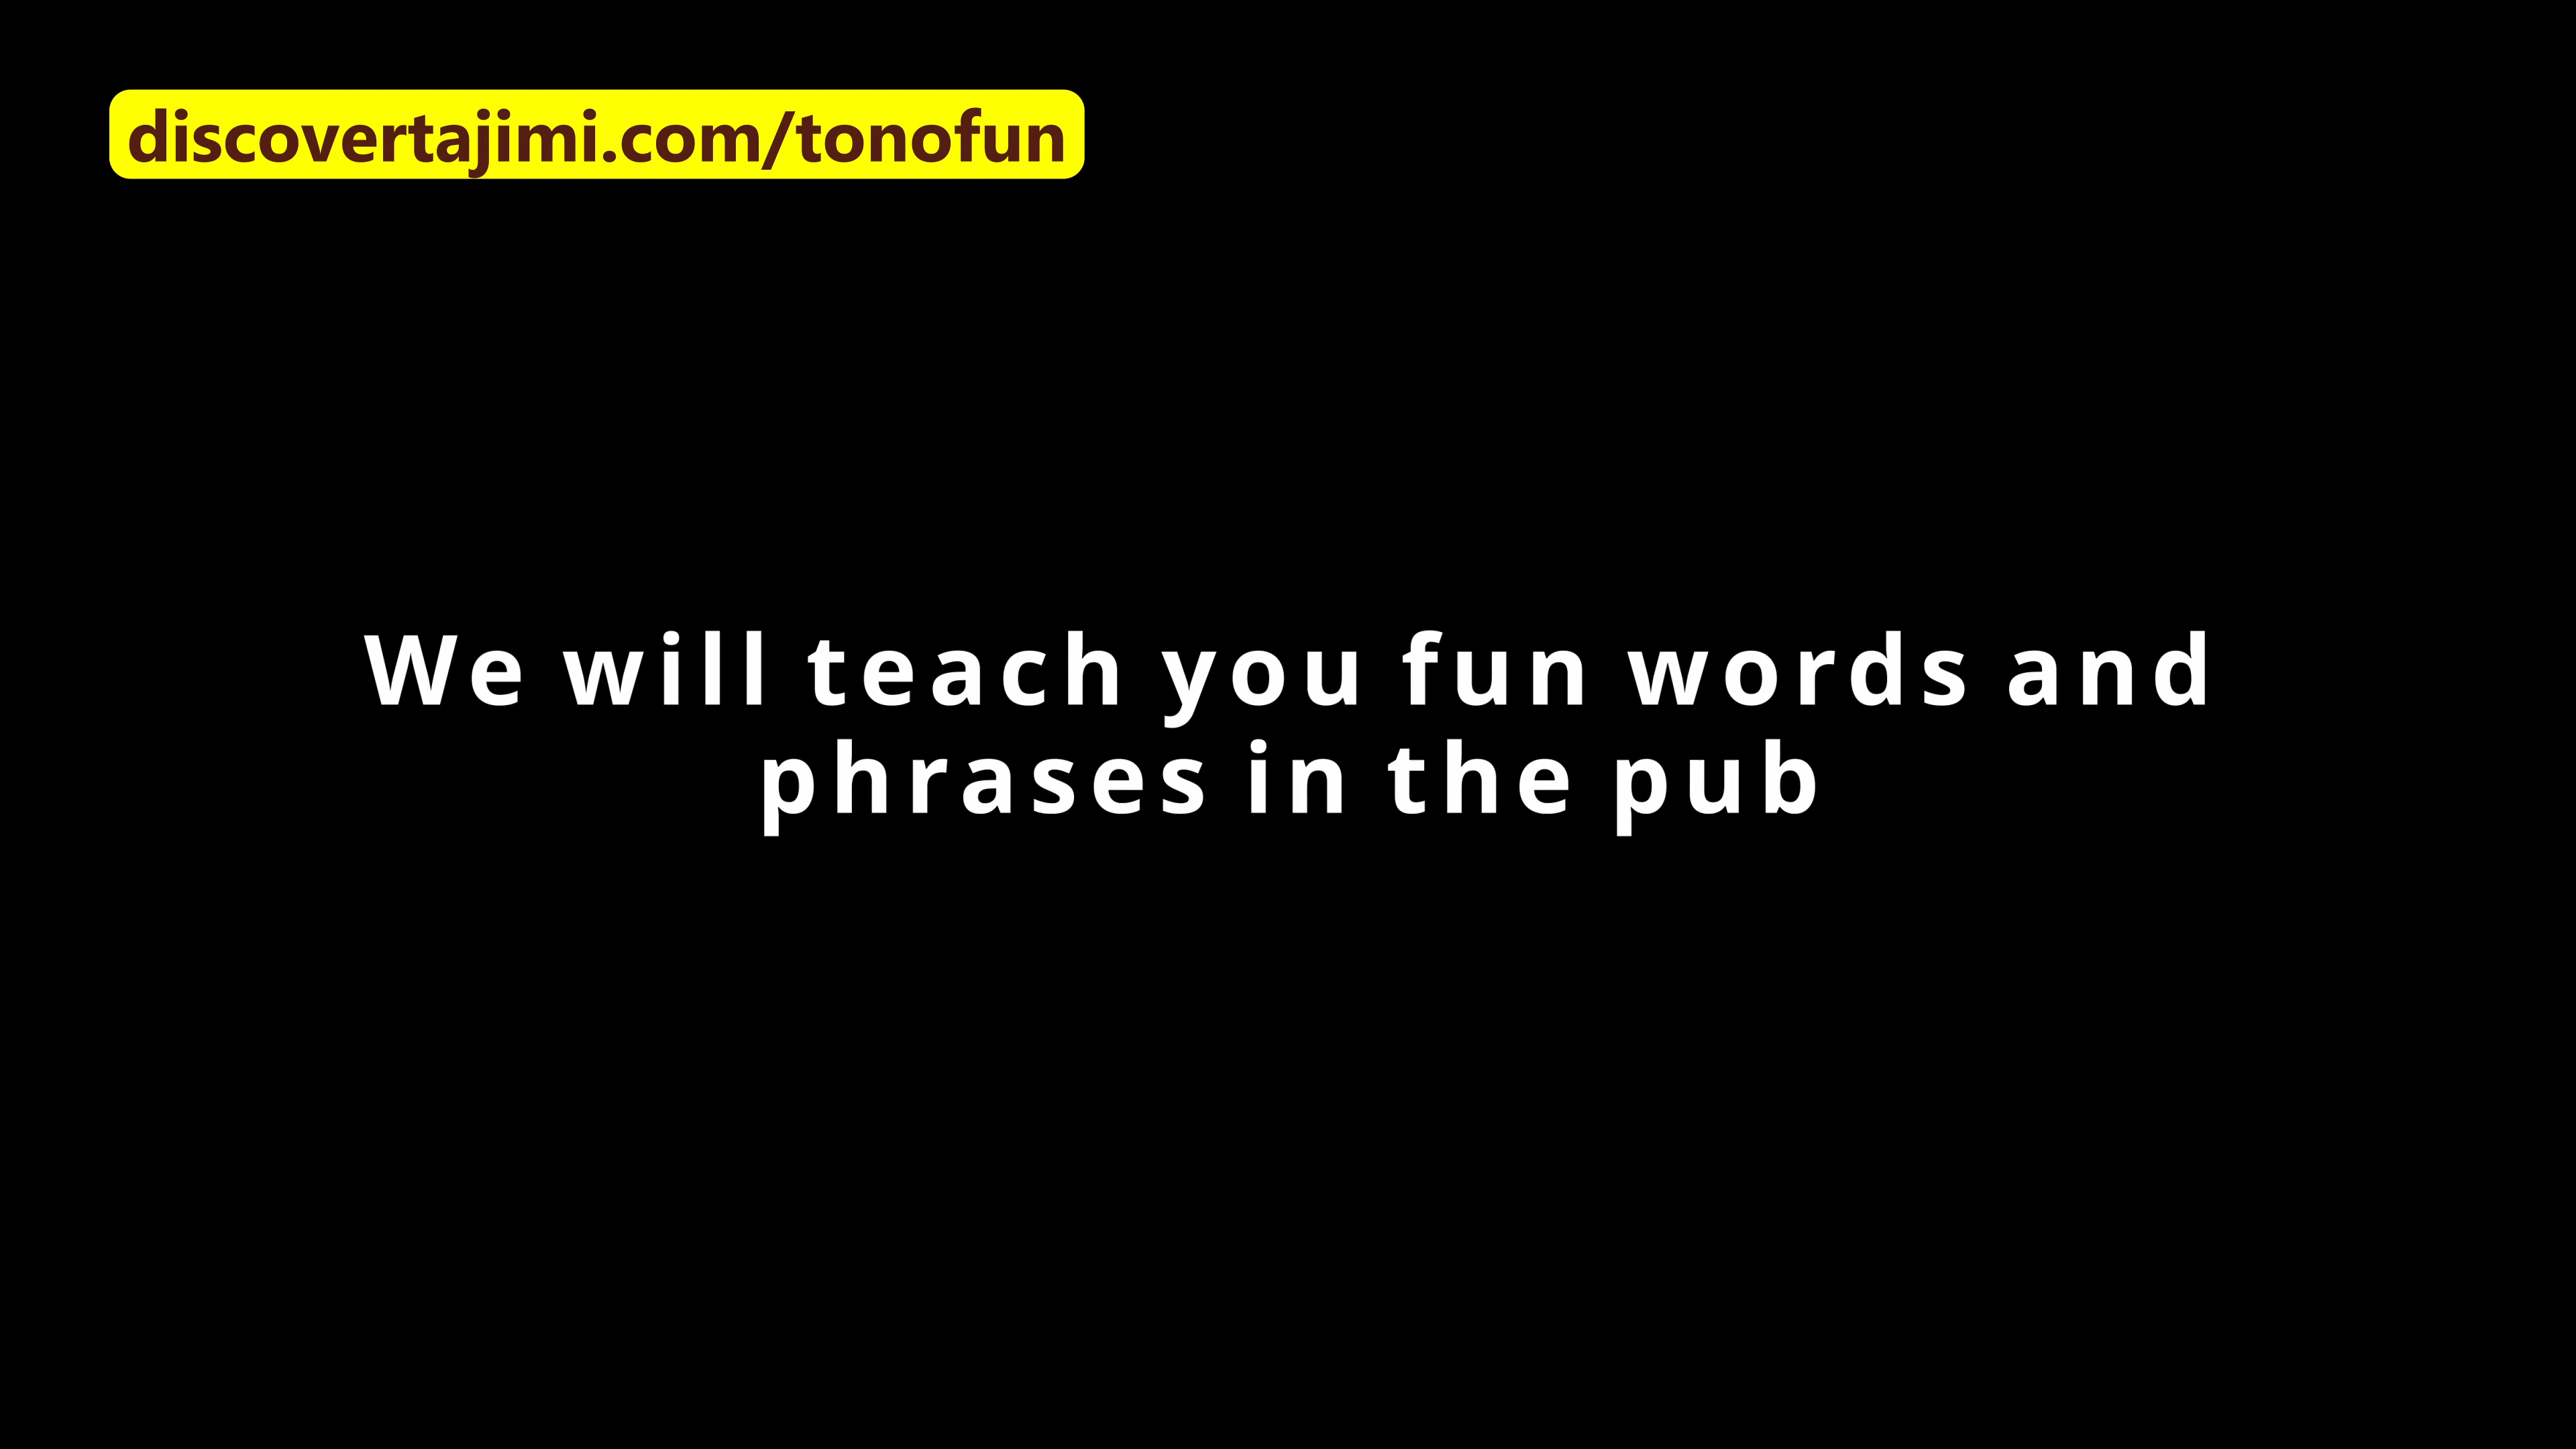 discovertajimi.com/tonofun
We will teach you fun words and
phrases in the pub